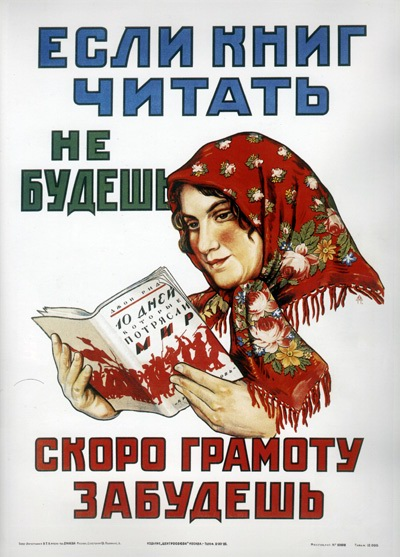 ЕСЛИ КНИГ
ЧИТАТЬ
НЕ
БУДЕШЬ
ДЖОН РИД
10 ДНЕЙ
КОТОРЫЕ
ПОТРЯСЛИ
МИР
СКОРО ГРАМОТУ
ЗАБУДЕШЬ